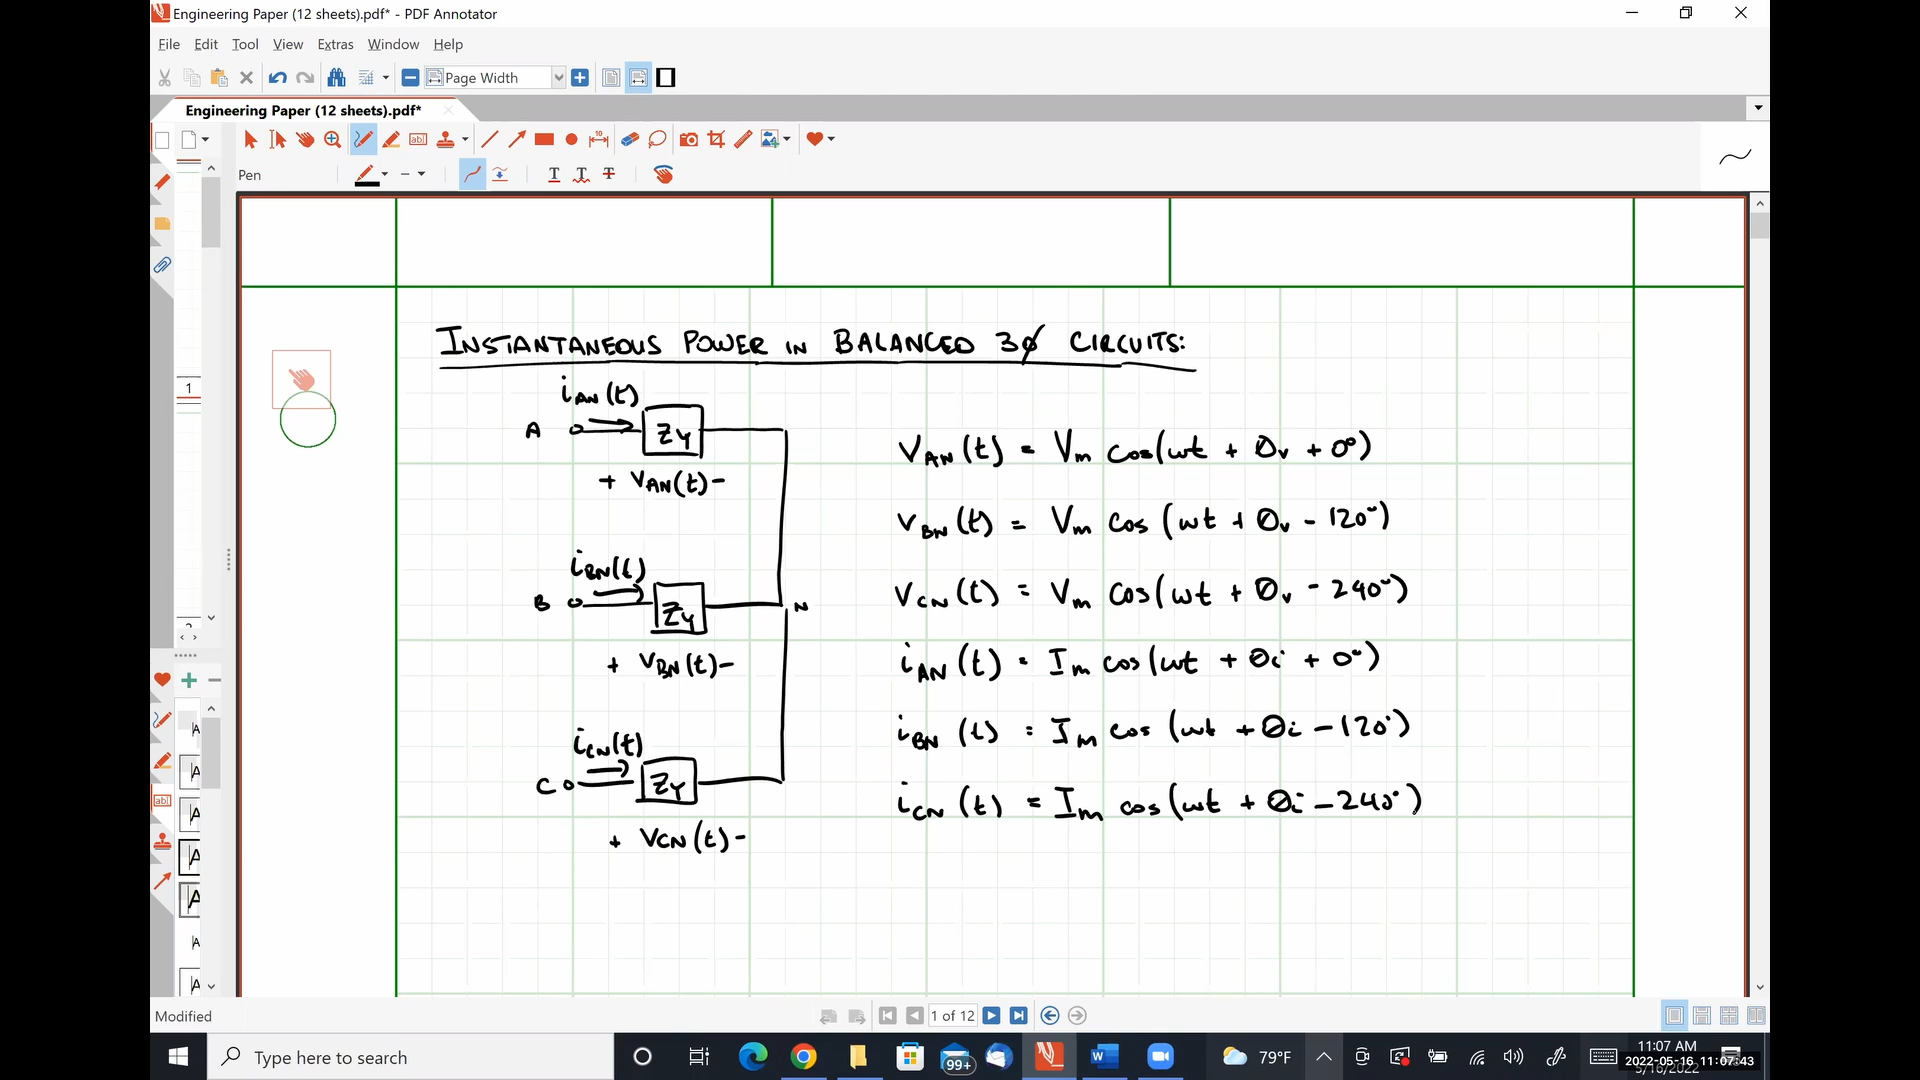 Engineering Paper (12 sheets).pdf* - PDF Annotator
File Edit Tool View Extras Window Help
Page Width
Engineering Paper (12 sheets).pdf*
Pen
INSTANTANEOUS POWER IN BALANCED 3ϕ CIRCUITS:
iAN(t)
A ZY
+ VAN(t) -
iBN(t)
B ZY N
+ VBN(t) -
iCN(t)
C ZY
+ VCN(t) -
VAN(t) = Vm cos(ωt + θv + 0°)
VBN(t) = Vm cos(ωt + θv - 120°)
VCN(t) = Vm cos(ωt + θv - 240°)
iAN(t) = Im cos(ωt + θi + 0°)
iBN(t) = Im cos(ωt + θi - 120°)
iCN(t) = Im cos(ωt + θi - 240°)
1
Modified
1 of 12
Type here to search
99+
79°F
11:07 AM
2022-05-16 11:07:43